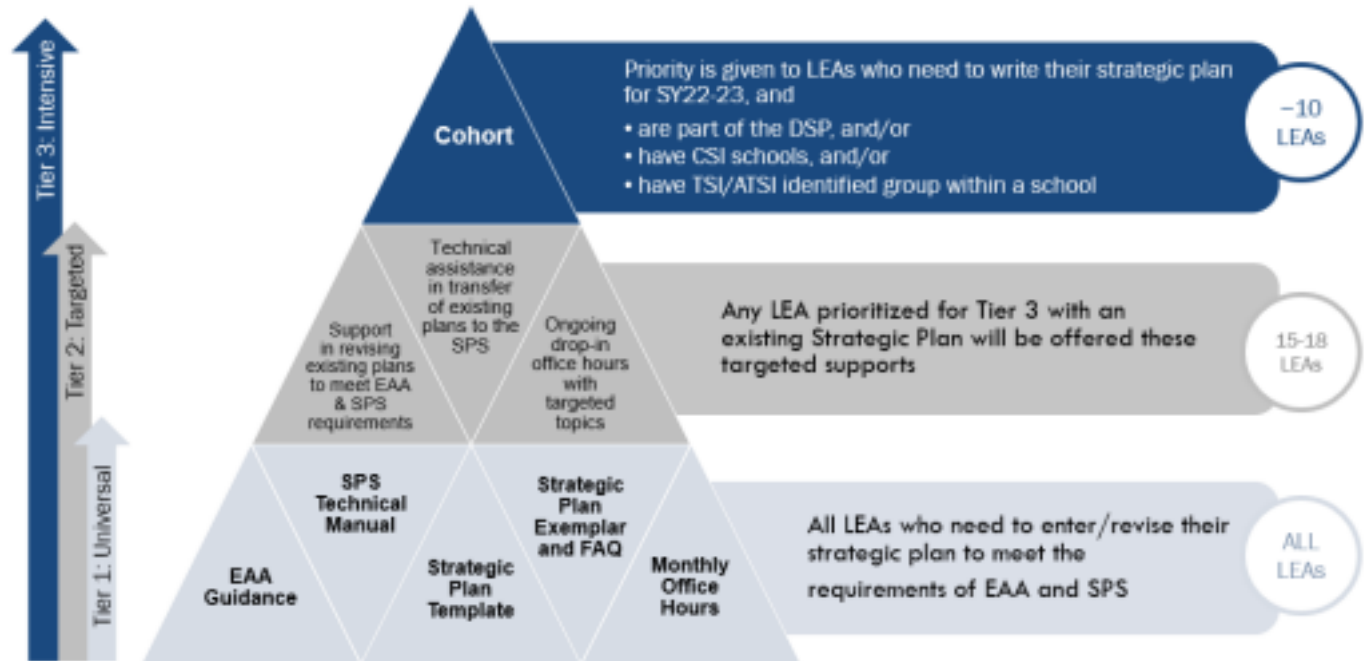 Tier 3: Intensive
Tier 2: Targeted
Tier 1: Universal
Cohort
Priority is given to LEAs who need to write their strategic plan
for SY22-23, and
• are part of the DSP, and/or
• have CSI schools, and/or
• have TSI/ATSI identified group within a school
~10
LEAs
Support
in revising
existing plans
to meet EAA
& SPS
requirements
Technical
assistance
in transfer
of existing
plans to the
SPS
Ongoing
drop-in
office hours
with
targeted
topics
Any LEA prioritized for Tier 3 with an
existing Strategic Plan will be offered these
targeted supports
15-18
LEAs
EAA
Guidance
SPS
Technical
Manual
Strategic
Plan
Template
Strategic
Plan
Exemplar
and FAQ
Monthly
Office
Hours
All LEAs who need to enter/revise their
strategic plan to meet the
requirements of EAA and SPS
ALL
LEAs